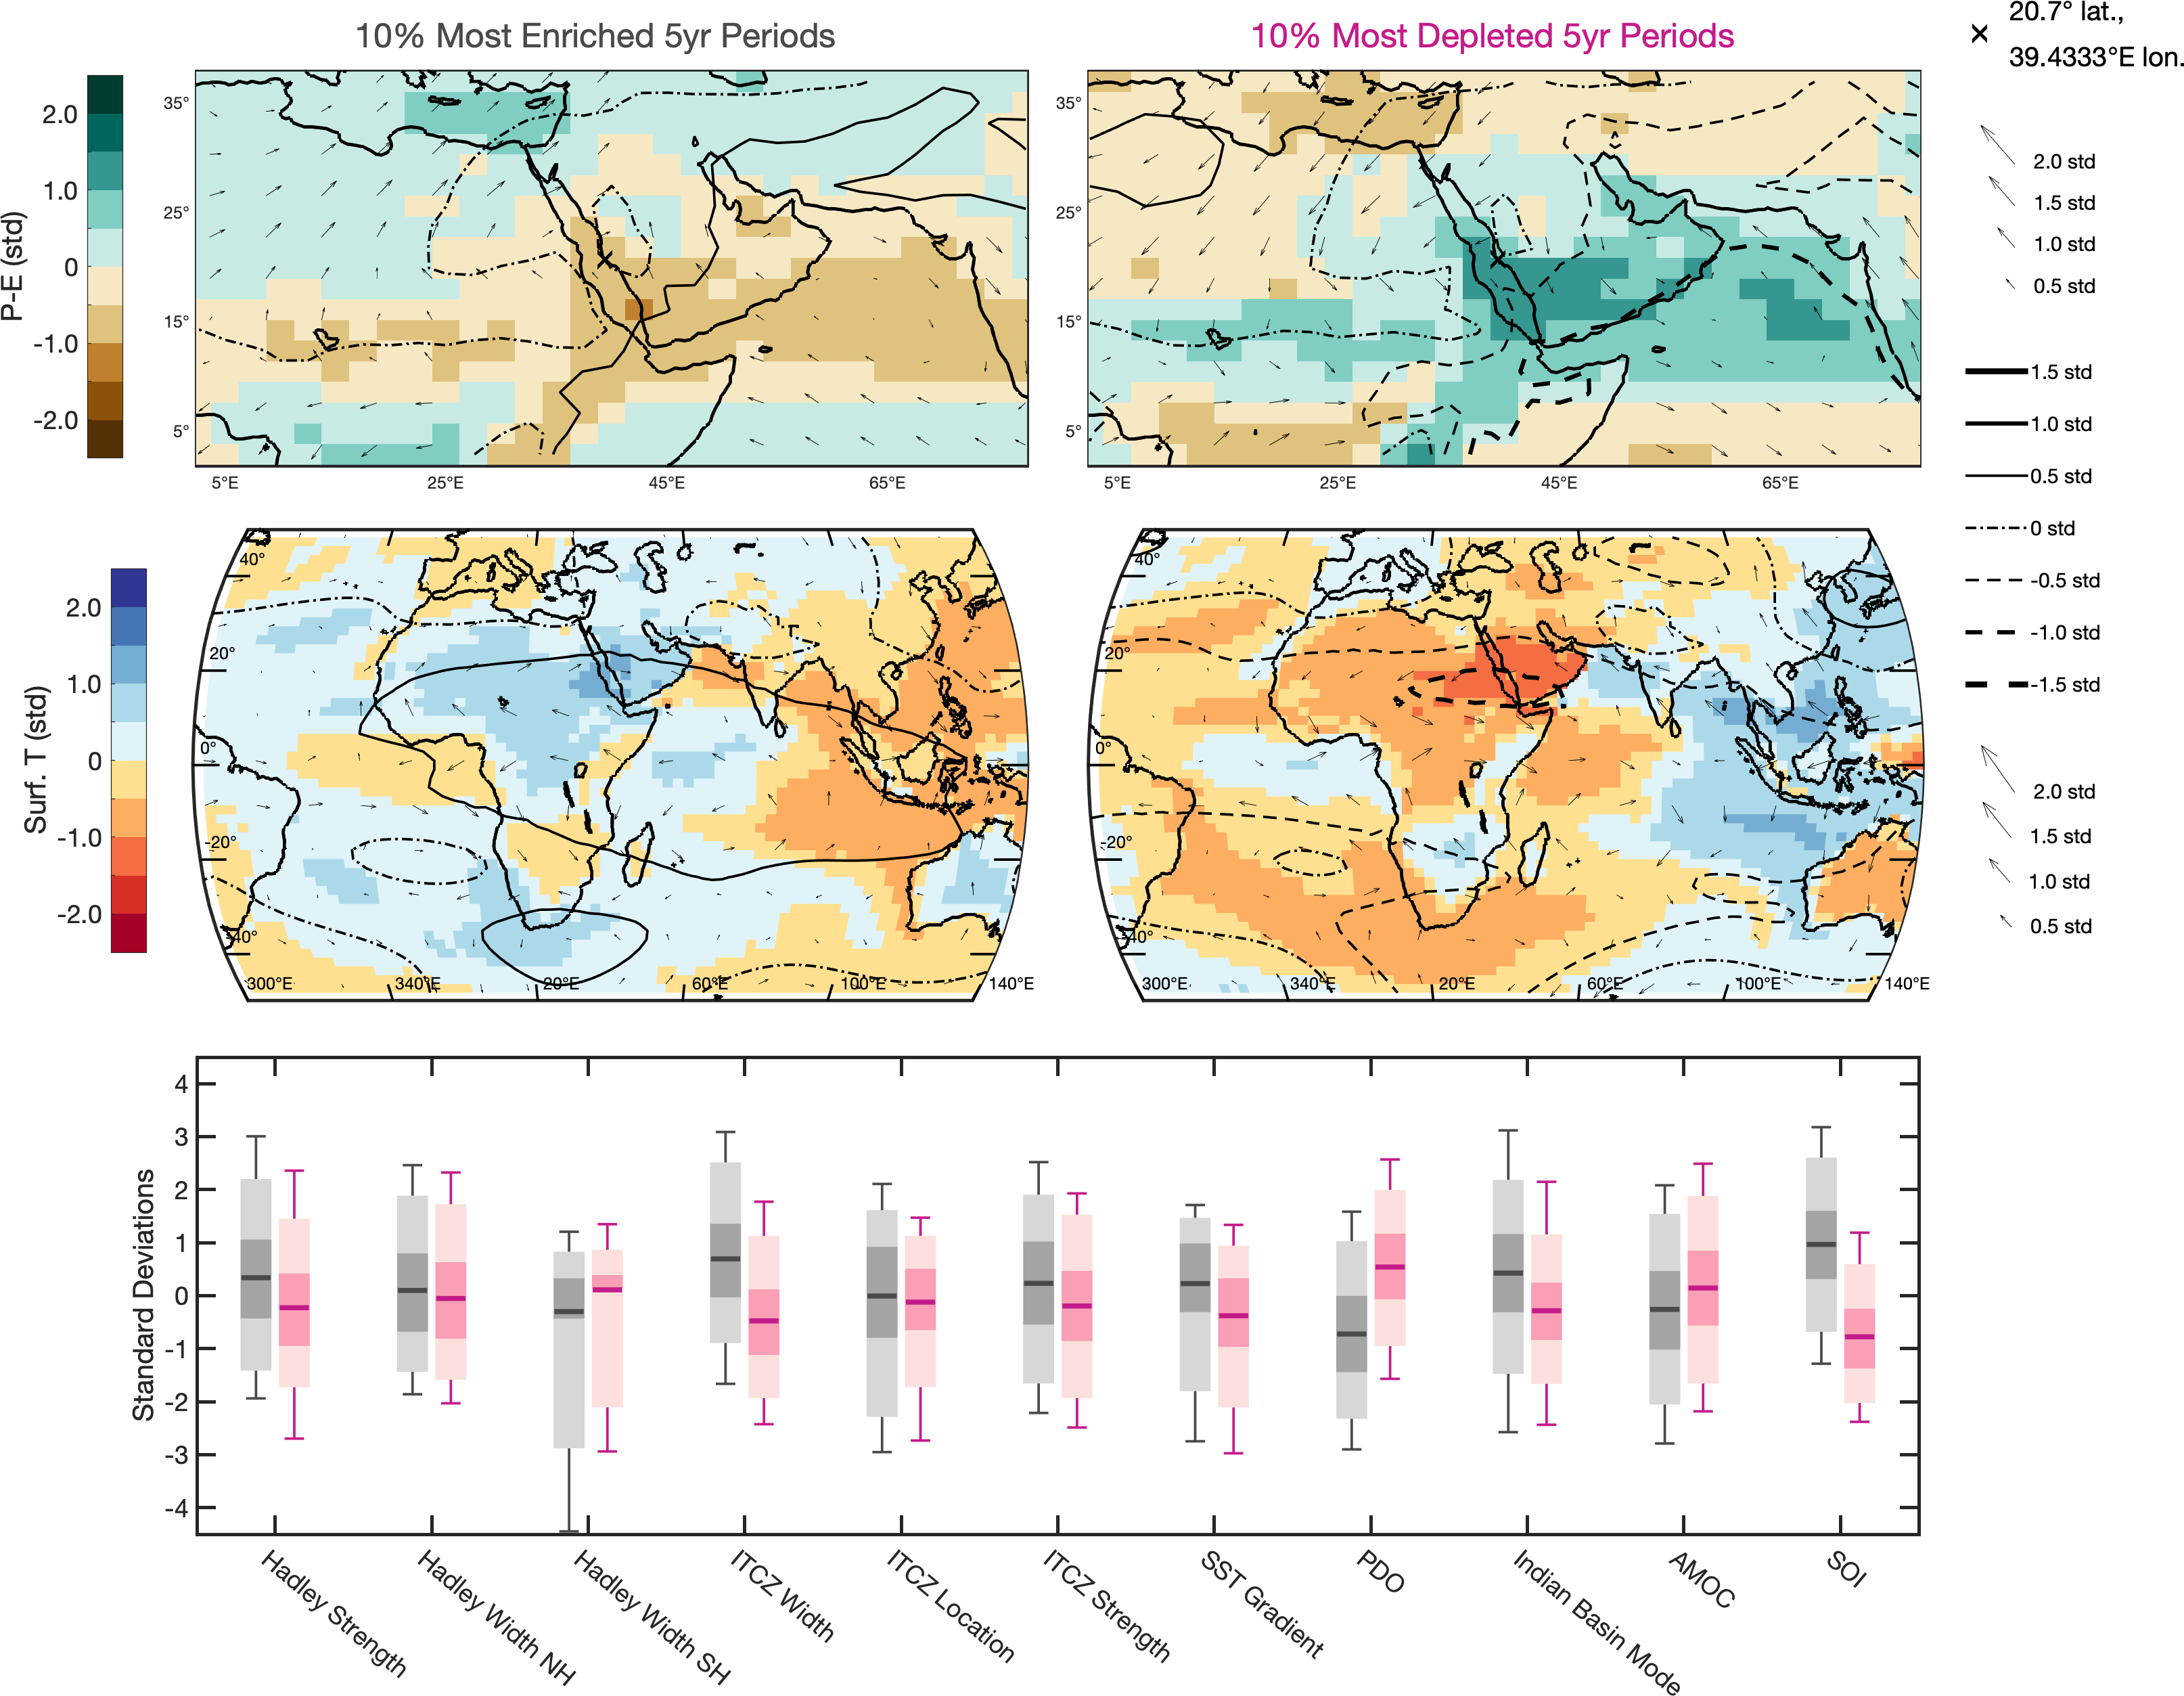 10% Most Enriched 5yr Periods
10% Most Depleted 5yr Periods
20.7° lat.,
39.4333°E lon.
P-E (std)
2.0
1.0
0
-1.0
-2.0
35°
25°
15°
5°
5°E
25°E
45°E
65°E
35°
25°
15°
5°
5°E
25°E
45°E
65°E
2.0 std
1.5 std
1.0 std
0.5 std
1.5 std
1.0 std
0.5 std
0 std
-0.5 std
-1.0 std
-1.5 std
Surf. T (std)
2.0
1.0
0
-1.0
-2.0
40°
20°
0°
-20°
-40°
300°E
340°E
20°E
60°E
100°E
140°E
40°
20°
0°
-20°
-40°
300°E
340°E
20°E
60°E
100°E
140°E
2.0 std
1.5 std
1.0 std
0.5 std
Standard Deviations
4
3
2
1
0
-1
-2
-3
-4
Hadley Strength
Hadley Width NH
Hadley Width SH
ITCZ Width
ITCZ Location
ITCZ Strength
SST Gradient
PDO
Indian Basin Mode
AMOC
SOI